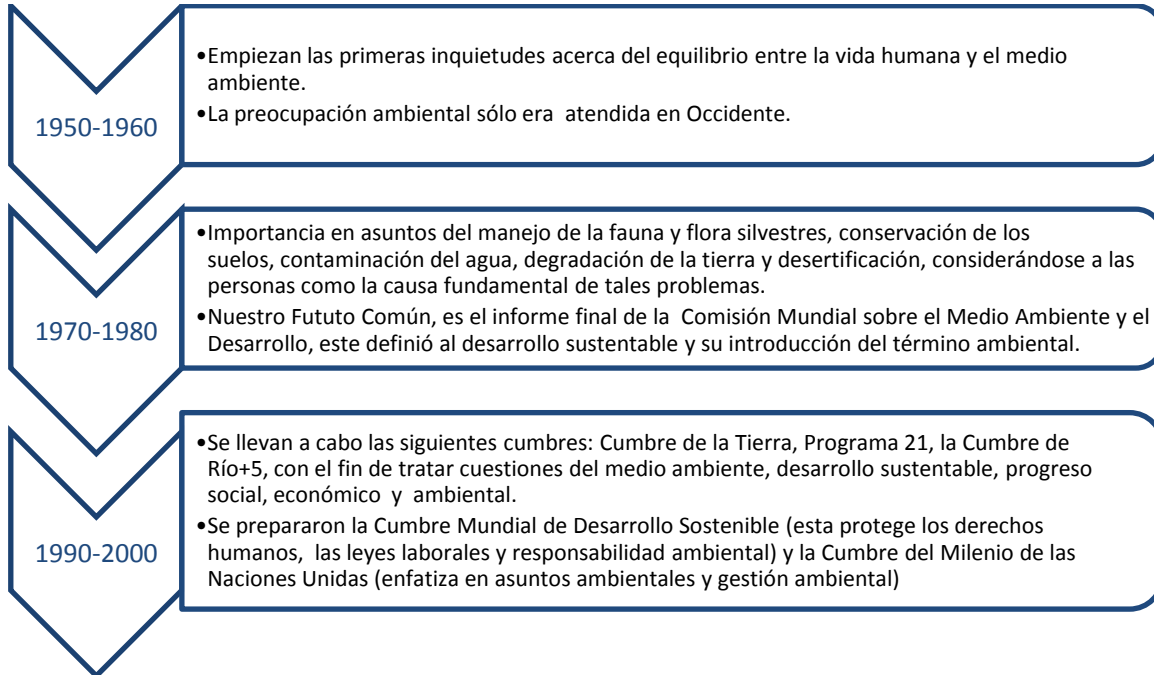 1950-1960
•Empiezan las primeras inquietudes acerca del equilibrio entre la vida humana y el medio
ambiente.
•La preocupación ambiental sólo era  atendida en Occidente.
1970-1980
•Importancia en asuntos del manejo de la fauna y flora silvestres, conservación de los
suelos, contaminación del agua, degradación de la tierra y desertificación, considerándose a las
personas como la causa fundamental de tales problemas.
•Nuestro Fututo Común, es el informe final de la  Comisión Mundial sobre el Medio Ambiente y el
Desarrollo, este definió al desarrollo sustentable y su introducción del término ambiental.
1990-2000
•Se llevan a cabo las siguientes cumbres: Cumbre de la Tierra, Programa 21, la Cumbre de
Río+5, con el fin de tratar cuestiones del medio ambiente, desarrollo sustentable, progreso
social, económico  y  ambiental.
•Se prepararon la Cumbre Mundial de Desarrollo Sostenible (esta protege los derechos
humanos,  las leyes laborales y responsabilidad ambiental) y la Cumbre del Milenio de las
Naciones Unidas (enfatiza en asuntos ambientales y gestión ambiental)